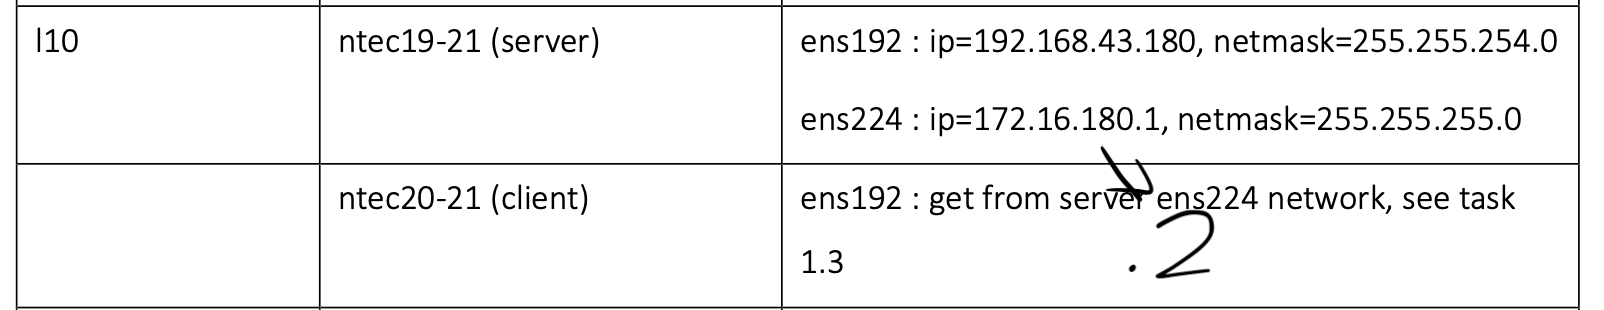 l10
ntec19-21 (server)
ens192 : ip=192.168.43.180, netmask=255.255.254.0
ens224 : ip=172.16.180.1, netmask=255.255.255.0
ntec20-21 (client)
ens192 : get from server ens224 network, see task
1.3
.2